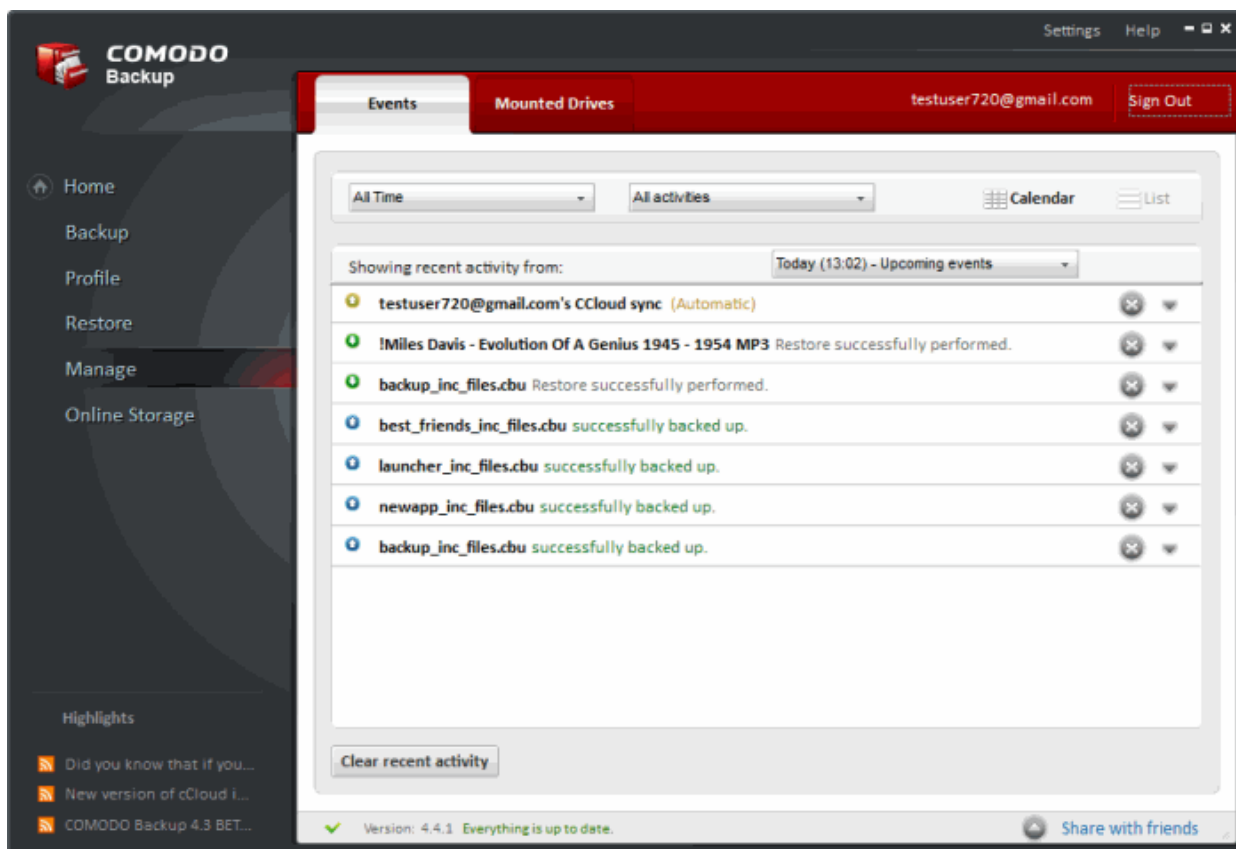 Settings Help
COMODO
Backup
Events Mounted Drives testuser720@gmail.com Sign Out
Home
Backup
Profile
Restore
Manage
Online Storage
All Time All activities Calendar List
Showing recent activity from: Today (13:02) - Upcoming events
testuser720@gmail.com's CCloud sync (Automatic)
!Miles Davis - Evolution Of A Genius 1945 - 1954 MP3 Restore successfully performed.
backup_inc_files.cbu Restore successfully performed.
best_friends_inc_files.cbu successfully backed up.
launcher_inc_files.cbu successfully backed up.
newapp_inc_files.cbu successfully backed up.
backup_inc_files.cbu successfully backed up.
Highlights
Did you know that if you...
New version of cCloud i...
COMODO Backup 4.3 BET...
Clear recent activity
Version: 4.4.1 Everything is up to date. Share with friends